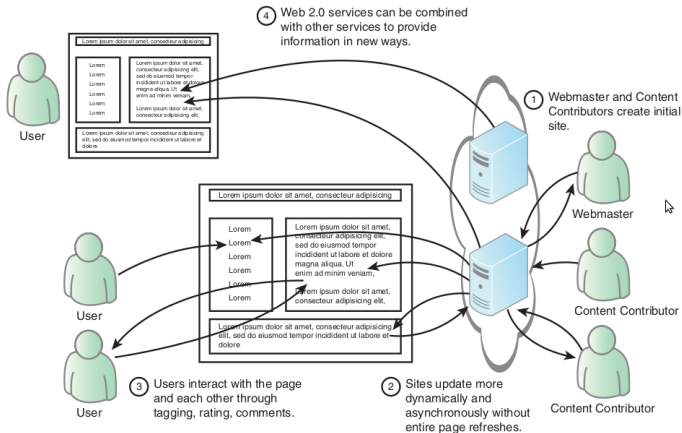 4 Web 2.0 services can be combined
with other services to provide
information in new ways.
Lorem ipsum dolor sit amet, consecteur adipisicing
Lorem
Lorem
Lorem
Lorem
Lorem
Lorem
Lorem ipsum dolor sit amet,
consecteur adipisicing elit,
sed do eiusmod tempor
incididunt ut labore et dolore
magna aliqua. Ut
enim ad minim veniam,
Lorem ipsum dolor sit amet,
consecteur adipisicing elit,
Lorem ipsum dolor sit amet, consecteur adipisicing
elit, sed do eiusmod tempor incididunt ut labore et
dolore
User
1 Webmaster and Content
Contributors create initial
site.
Webmaster
Content Contributor
Content Contributor
Lorem ipsum dolor sit amet, consecteur adipisicing
Lorem
Lorem
Lorem
Lorem
Lorem
Lorem
Lorem ipsum dolor sit amet,
consecteur adipisicing elit,
sed do eiusmod tempor
incididunt ut labore et dolore
magna aliqua. Ut
enim ad minim veniam,
Lorem ipsum dolor sit amet,
consecteur adipisicing elit,
Lorem ipsum dolor sit amet, consecteur adipisicing
elit, sed do eiusmod tempor incididunt ut labore et
dolore
User
User
3 Users interact with the page
and each other through
tagging, rating, comments.
2 Sites update more
dynamically and
asynchronously without
entire page refreshes.